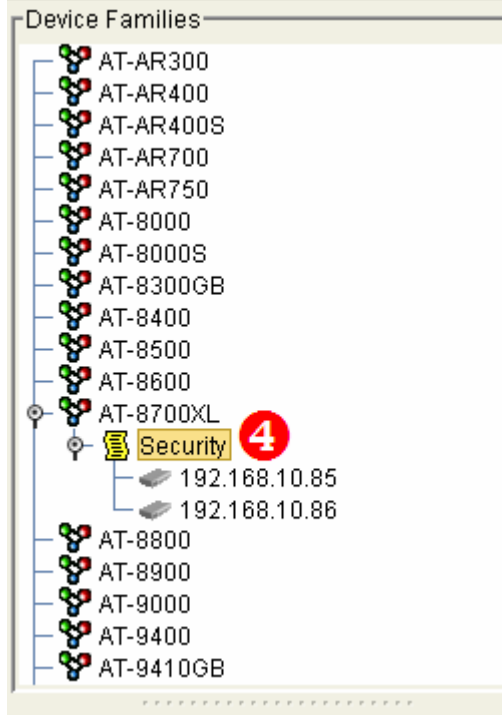 Device Families
AT-AR300
AT-AR400
AT-AR400S
AT-AR700
AT-AR750
AT-8000
AT-8000S
AT-8300GB
AT-8400
AT-8500
AT-8600
AT-8700XL
Security 4
192.168.10.85
192.168.10.86
AT-8800
AT-8900
AT-9000
AT-9400
AT-9410GB